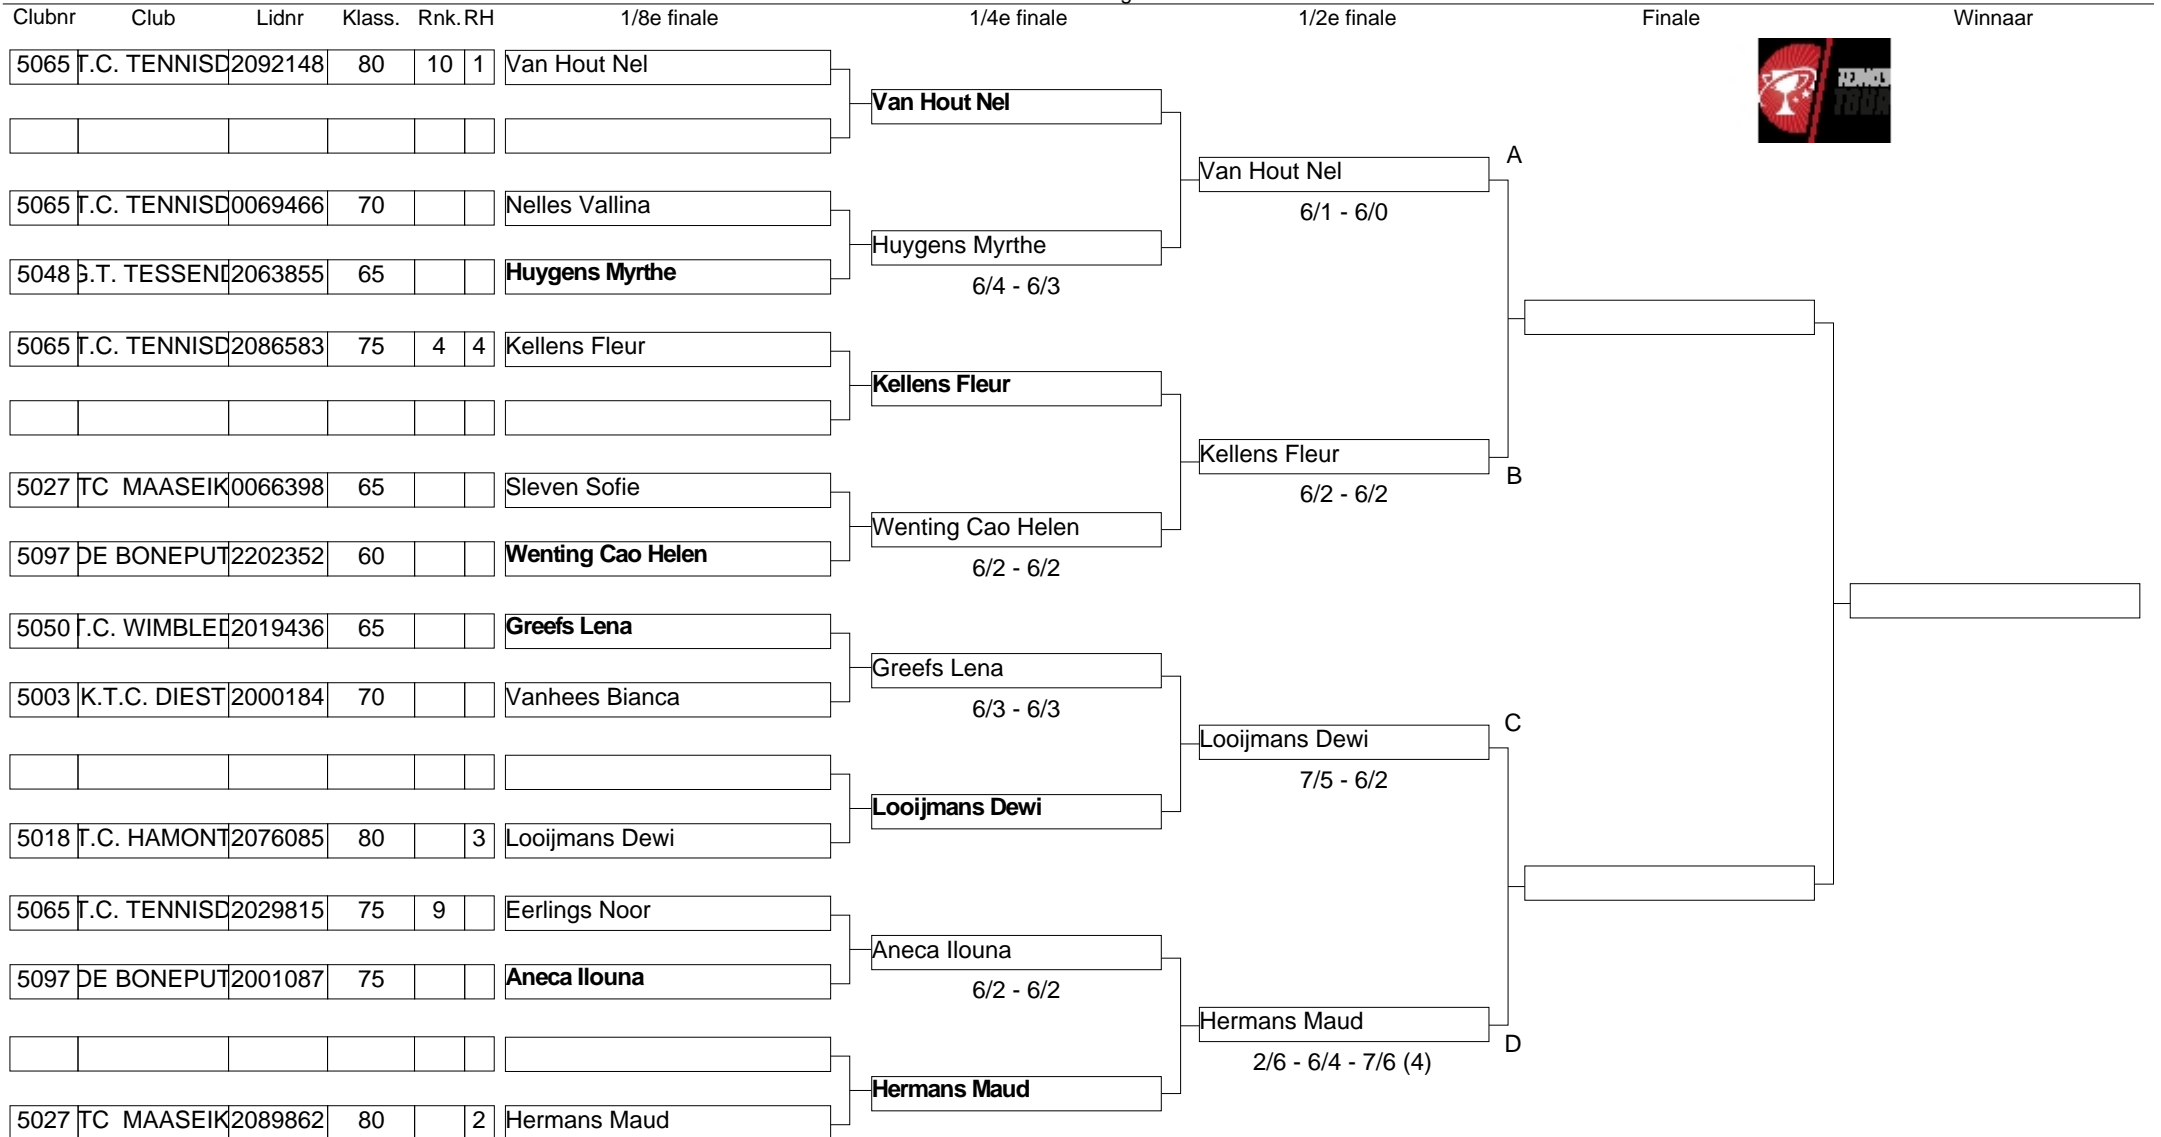 Clubnr Club Lidnr Klass. Rnk. RH 1/8e finale 1/4e finale 1/2e finale Finale Winnaar
5065 T.C. TENNISD 2092148 80 10 1 Van Hout Nel
Van Hout Nel
A
Van Hout Nel
5065 T.C. TENNISD 0069466 70 Nelles Vallina
6/1 - 6/0
Huygens Myrthe
5048 G.T. TESSEND 2063855 65 Huygens Myrthe
6/4 - 6/3
5065 T.C. TENNISD 2086583 75 4 4 Kellens Fleur
Kellens Fleur
Kellens Fleur
B
5027 TC MAASEIK 0066398 65 Sleven Sofie
6/2 - 6/2
Wenting Cao Helen
5097 DE BONEPUT 2202352 60 Wenting Cao Helen
6/2 - 6/2
5050 T.C. WIMBLED 2019436 65 Greefs Lena
Greefs Lena
5003 K.T.C. DIEST 2000184 70 Vanhees Bianca
6/3 - 6/3
C
Looijmans Dewi
7/5 - 6/2
Looijmans Dewi
5018 T.C. HAMONT 2076085 80 3 Looijmans Dewi
5065 T.C. TENNISD 2029815 75 9 Eerlings Noor
Aneca Ilouna
5097 DE BONEPUT 2001087 75 Aneca Ilouna
6/2 - 6/2
Hermans Maud
D
2/6 - 6/4 - 7/6 (4)
Hermans Maud
5027 TC MAASEIK 2089862 80 2 Hermans Maud